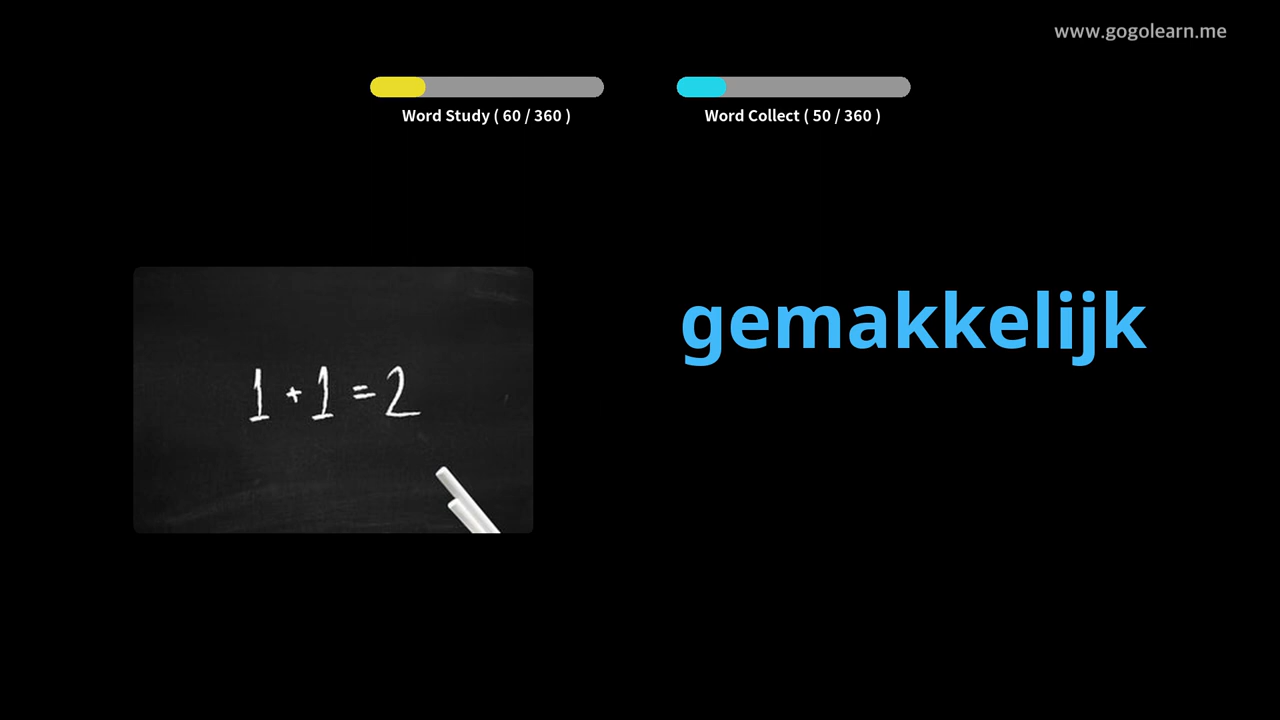 www.gogolearn.me
Word Study ( 60 / 360 )
Word Collect ( 50 / 360 )
gemakkelijk
1 + 1 = 2